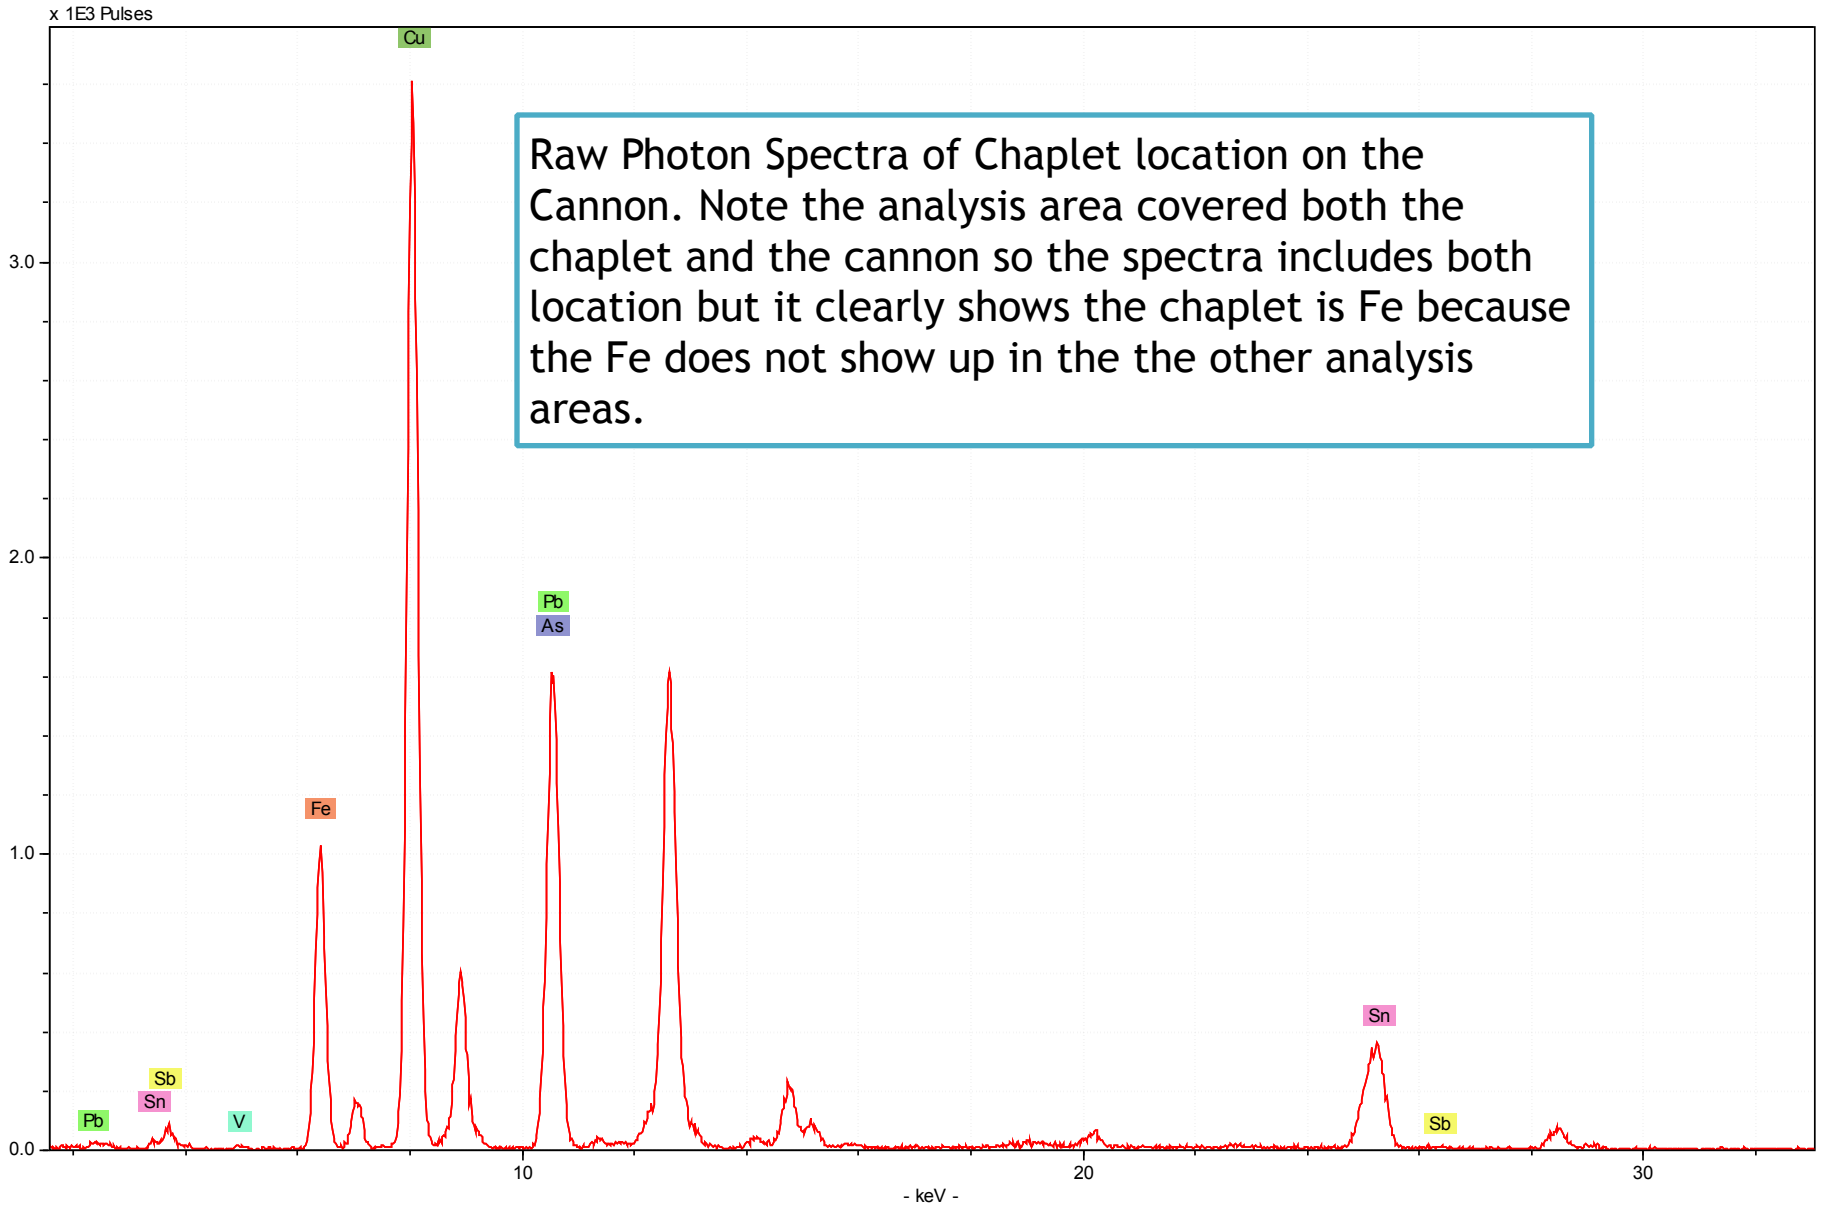 x 1E3 Pulses
Cu
Raw Photon Spectra of Chaplet location on the
Cannon. Note the analysis area covered both the
chaplet and the cannon so the spectra includes both
location but it clearly shows the chaplet is Fe because
the Fe does not show up in the the other analysis
areas.
3.0
2.0
Pb
As
Fe
1.0
Sn
Sb
Sn
Pb
V
Sb
0.0
10
20
30
- keV -